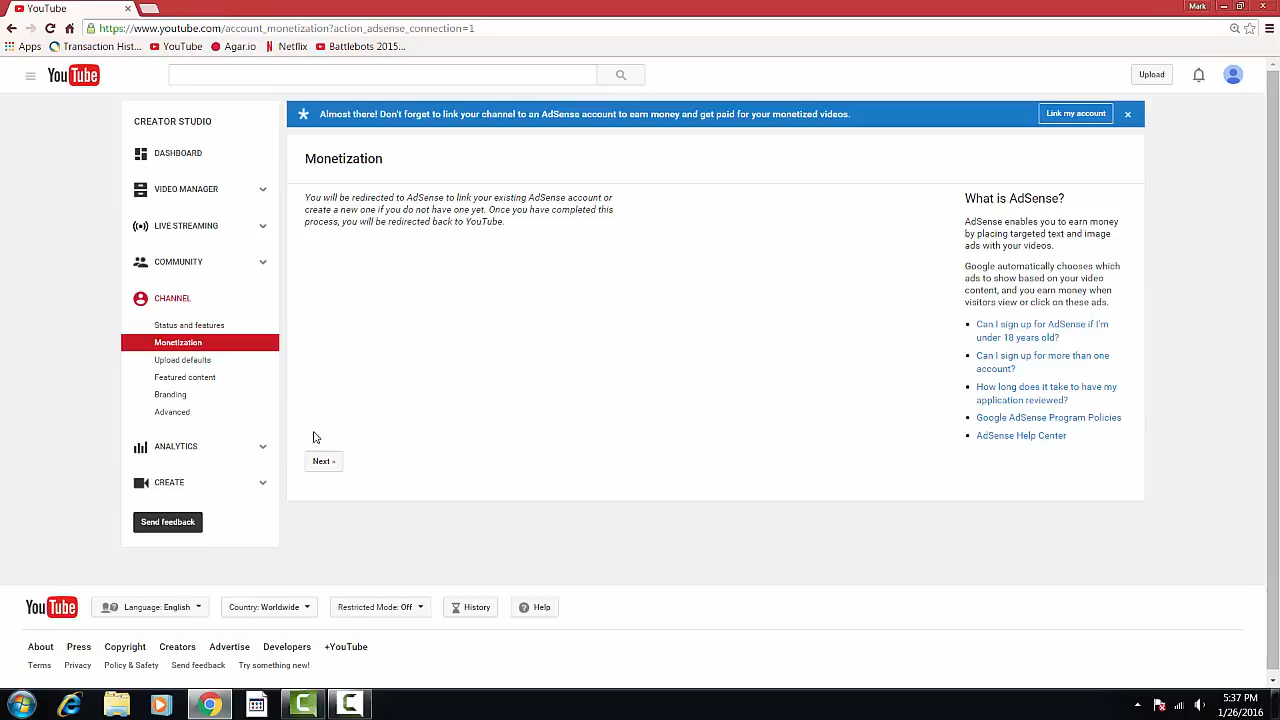 YouTube
Mark
https://www.youtube.com/account_monetization?action_adsense_connection=1
Apps
Transaction Hist...
YouTube
Agar.io
Netflix
Battlebots 2015...
YouTube
Upload
CREATOR STUDIO
DASHBOARD
VIDEO MANAGER
LIVE STREAMING
COMMUNITY
CHANNEL
Status and features
Monetization
Upload defaults
Featured content
Branding
Advanced
ANALYTICS
CREATE
Send feedback
Almost there! Don't forget to link your channel to an AdSense account to earn money and get paid for your monetized videos.
Link my account
Monetization
You will be redirected to AdSense to link your existing AdSense account or
create a new one if you do not have one yet. Once you have completed this
process, you will be redirected back to YouTube.
Next »
What is AdSense?
AdSense enables you to earn money
by placing targeted text and image
ads with your videos.
Google automatically chooses which
ads to show based on your video
content, and you earn money when
visitors view or click on these ads.
Can I sign up for AdSense if I'm
under 18 years old?
Can I sign up for more than one
account?
How long does it take to have my
application reviewed?
Google AdSense Program Policies
AdSense Help Center
YouTube
Language: English
Country: Worldwide
Restricted Mode: Off
History
Help
About
Press
Copyright
Creators
Advertise
Developers
+YouTube
Terms
Privacy
Policy & Safety
Send feedback
Try something new!
5:37 PM
1/26/2016